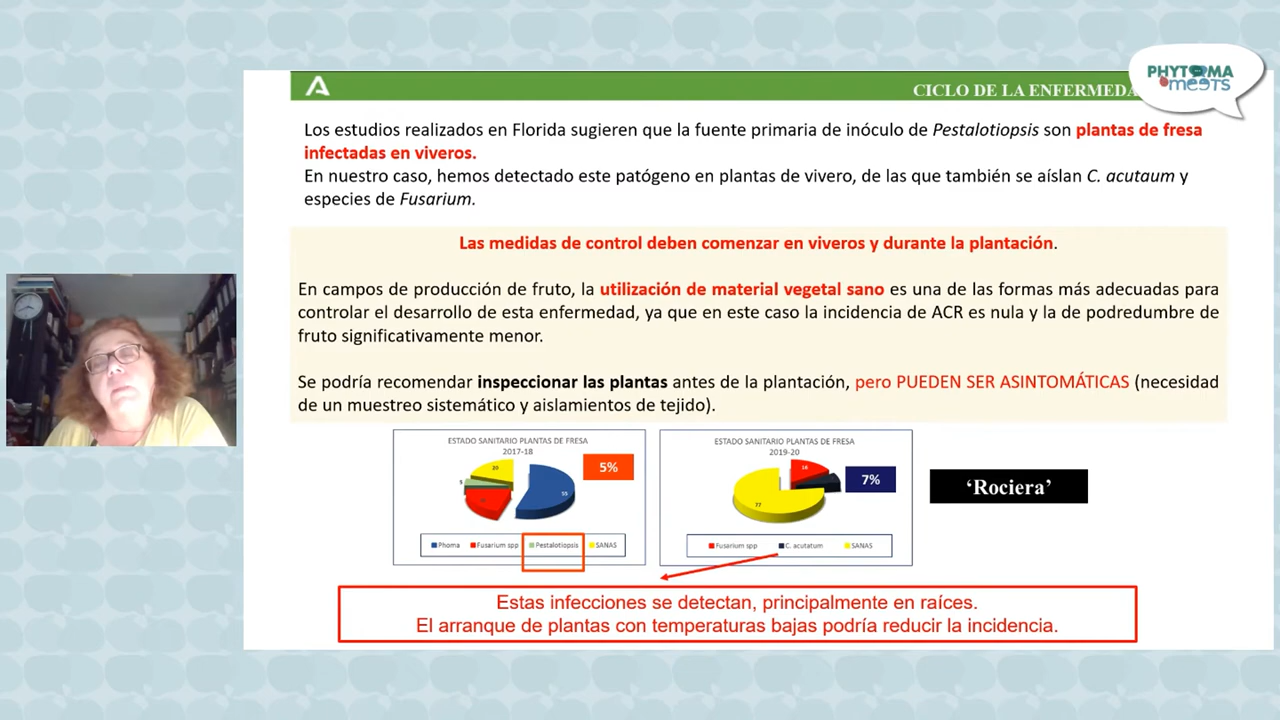 PHYTOMA
meets
CICLO DE LA ENFERMEDA
Los estudios realizados en Florida sugieren que la fuente primaria de inóculo de Pestalotiopsis son plantas de fresa
infectadas en viveros.
En nuestro caso, hemos detectado este patógeno en plantas de vivero, de las que también se aíslan C. acutaum y
especies de Fusarium.
Las medidas de control deben comenzar en viveros y durante la plantación.
En campos de producción de fruto, la utilización de material vegetal sano es una de las formas más adecuadas para
controlar el desarrollo de esta enfermedad, ya que en este caso la incidencia de ACR es nula y la de podredumbre de
fruto significativamente menor.
Se podría recomendar inspeccionar las plantas antes de la plantación, pero PUEDEN SER ASINTOMÁTICAS (necesidad
de un muestreo sistemático y aislamientos de tejido).
ESTADO SANITARIO PLANTAS DE FRESA
2017-18
5%
20
5
55
Phoma Fusarium spp Pestalotiopsis SANAS
ESTADO SANITARIO PLANTAS DE FRESA
2019-20
7%
16
77
Fusarium spp C. acutatum SANAS
‘Rociera’
Estas infecciones se detectan, principalmente en raíces.
El arranque de plantas con temperaturas bajas podría reducir la incidencia.